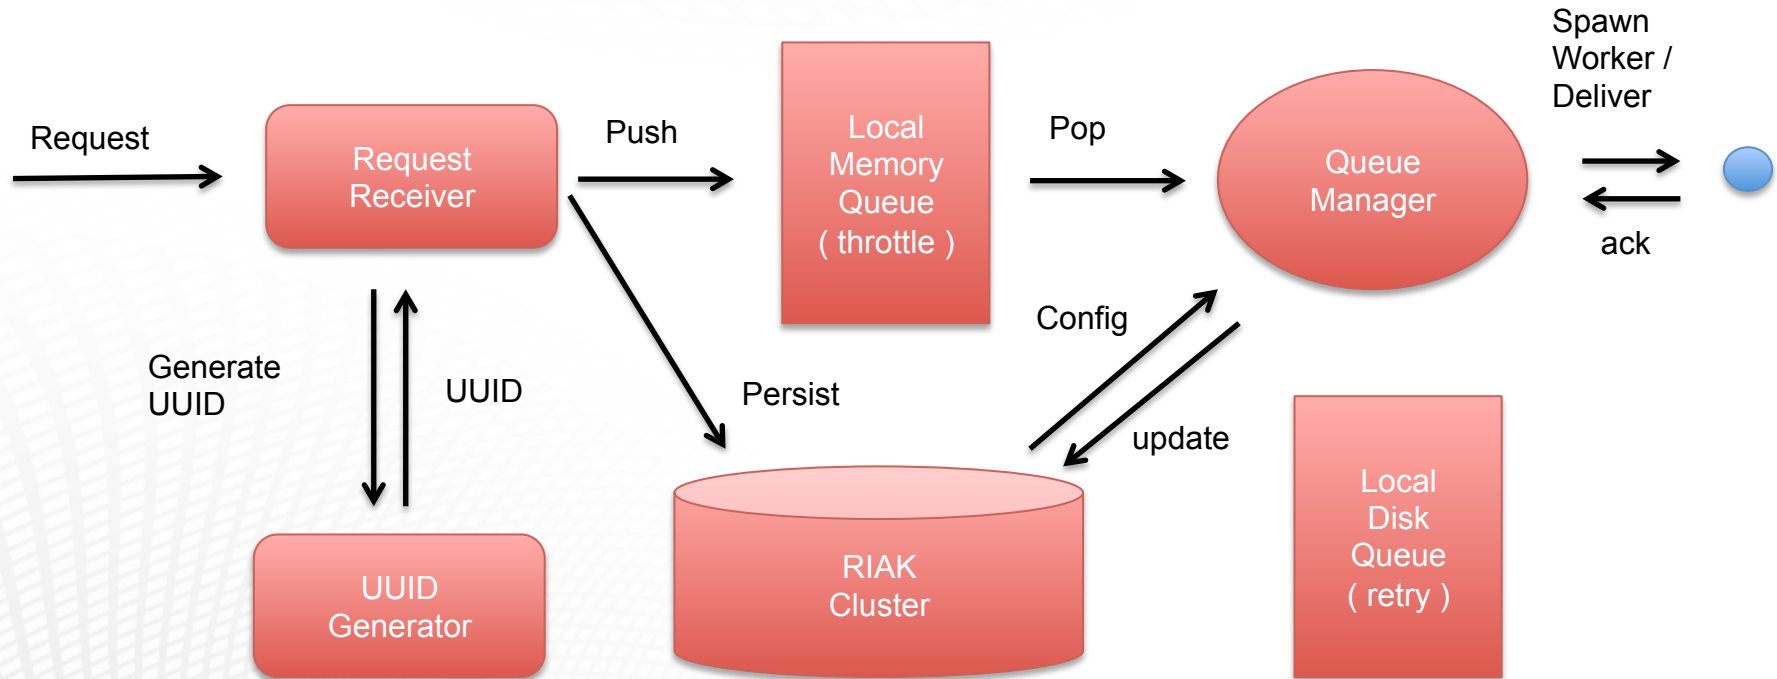 Request
Request
Receiver
Push
Local
Memory
Queue
( throttle )
Pop
Queue
Manager
Spawn
Worker /
Deliver
ack
Generate
UUID
UUID
Persist
Config
update
UUID
Generator
RIAK
Cluster
Local
Disk
Queue
( retry )